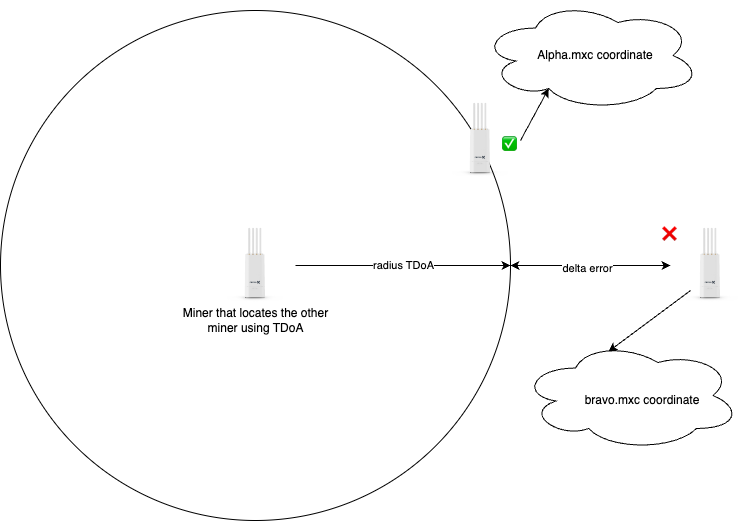 Alpha.mxc coordinate
radius TDoA
delta error
Miner that locates the other
miner using TDoA
bravo.mxc coordinate